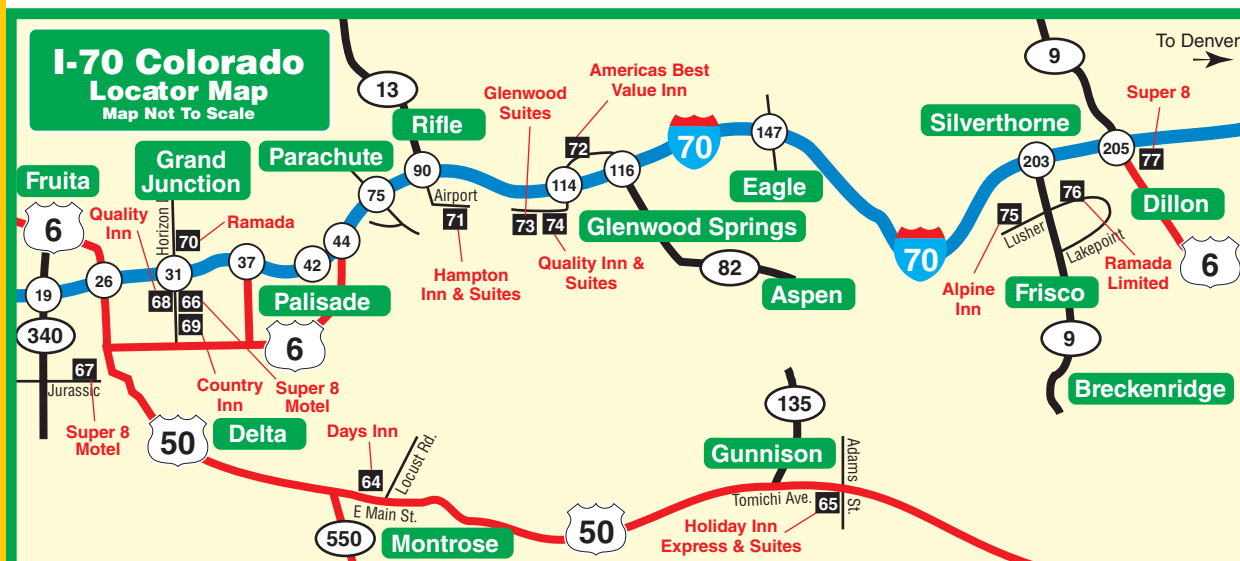 I-70 Colorado
Locator Map
Map Not To Scale
13
Rifle
Glenwood
Suites
Americas Best
Value Inn
70
147
Eagle
9
To Denver
Silverthorne
Super 8
205
77
203
Dillon
6
Fruita
6
Grand
Junction
Parachute
75
90
Airport
71
72
114
116
73
74
Glenwood Springs
Quality
Inn
Horizon
70
Ramada
Hampton
Inn & Suites
Quality Inn &
Suites
82
Aspen
70
75
Lusher
76
Lakepoint
Alpine
Inn
Frisco
Ramada
Limited
9
Breckenridge
19
26
31
37
42
44
Palisade
340
68
66
69
6
67
Jurassic
Super 8
Motel
Country
Inn
Super 8
Motel
50
Delta
Days Inn
64
Locust Rd.
E Main St.
550
Montrose
50
135
Gunnison
Adams St.
Tomichi Ave.
65
Holiday Inn
Express & Suites